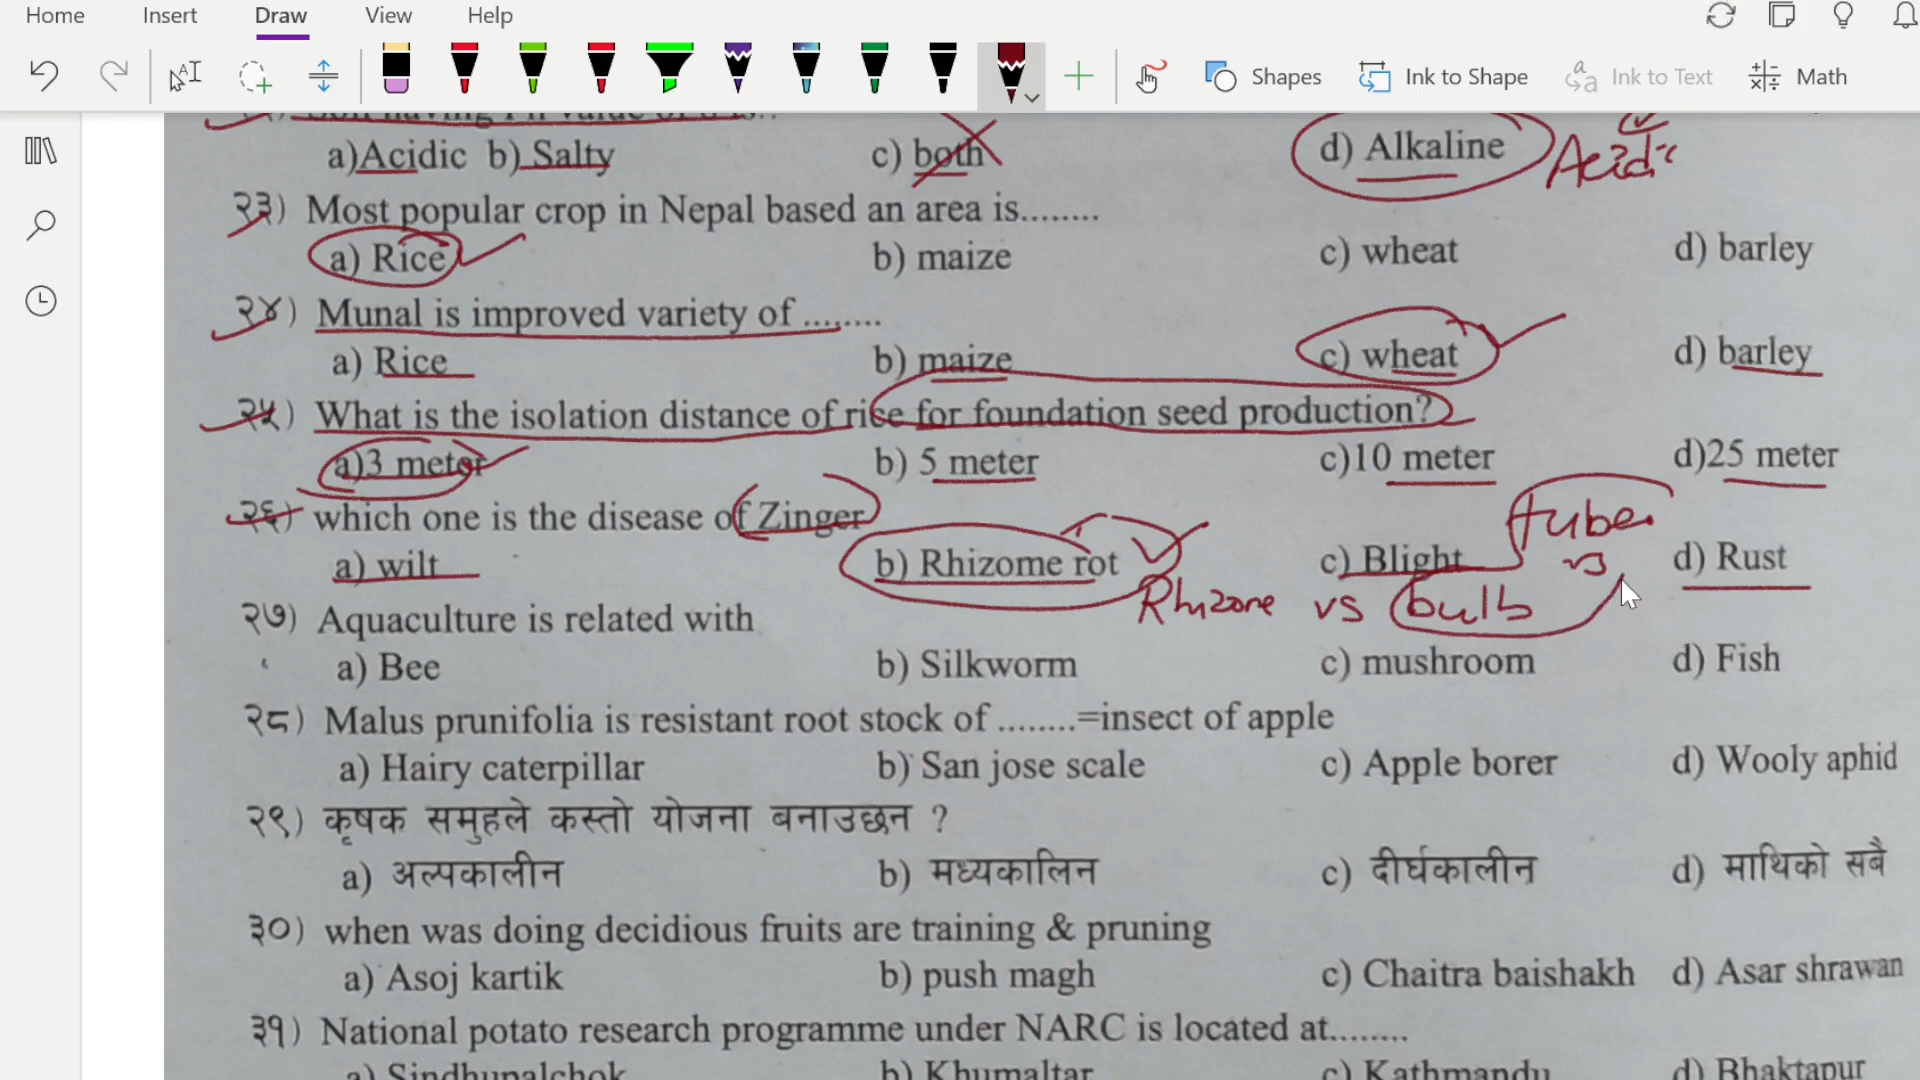 Home Insert Draw View Help
Shapes Ink to Shape Ink to Text Math
a)Acidic b) Salty c) both d) Alkaline Acidic
२३) Most popular crop in Nepal based an area is........
a) Rice b) maize c) wheat d) barley
२४) Munal is improved variety of ........
a) Rice b) maize c) wheat d) barley
२५) What is the isolation distance of rice for foundation seed production?
a)3 meter b) 5 meter c)10 meter d)25 meter
२६) which one is the disease of Zinger tuber
a) wilt b) Rhizome rot c) Blight vs d) Rust
Rhizome vs bulb
२७) Aquaculture is related with
a) Bee b) Silkworm c) mushroom d) Fish
२८) Malus prunifolia is resistant root stock of ........=insect of apple
a) Hairy caterpillar b) San jose scale c) Apple borer d) Wooly aphid
२९) कृषक समुहले कस्तो योजना बनाउछन ?
a) अल्पकालीन b) मध्यकालिन c) दीर्घकालीन d) माथिको सबै
३०) when was doing decidious fruits are training & pruning
a) Asoj kartik b) push magh c) Chaitra baishakh d) Asar shrawan
३१) National potato research programme under NARC is located at........
a) Sindhupalchok b) Khumaltar c) Kathmandu d) Bhaktapur